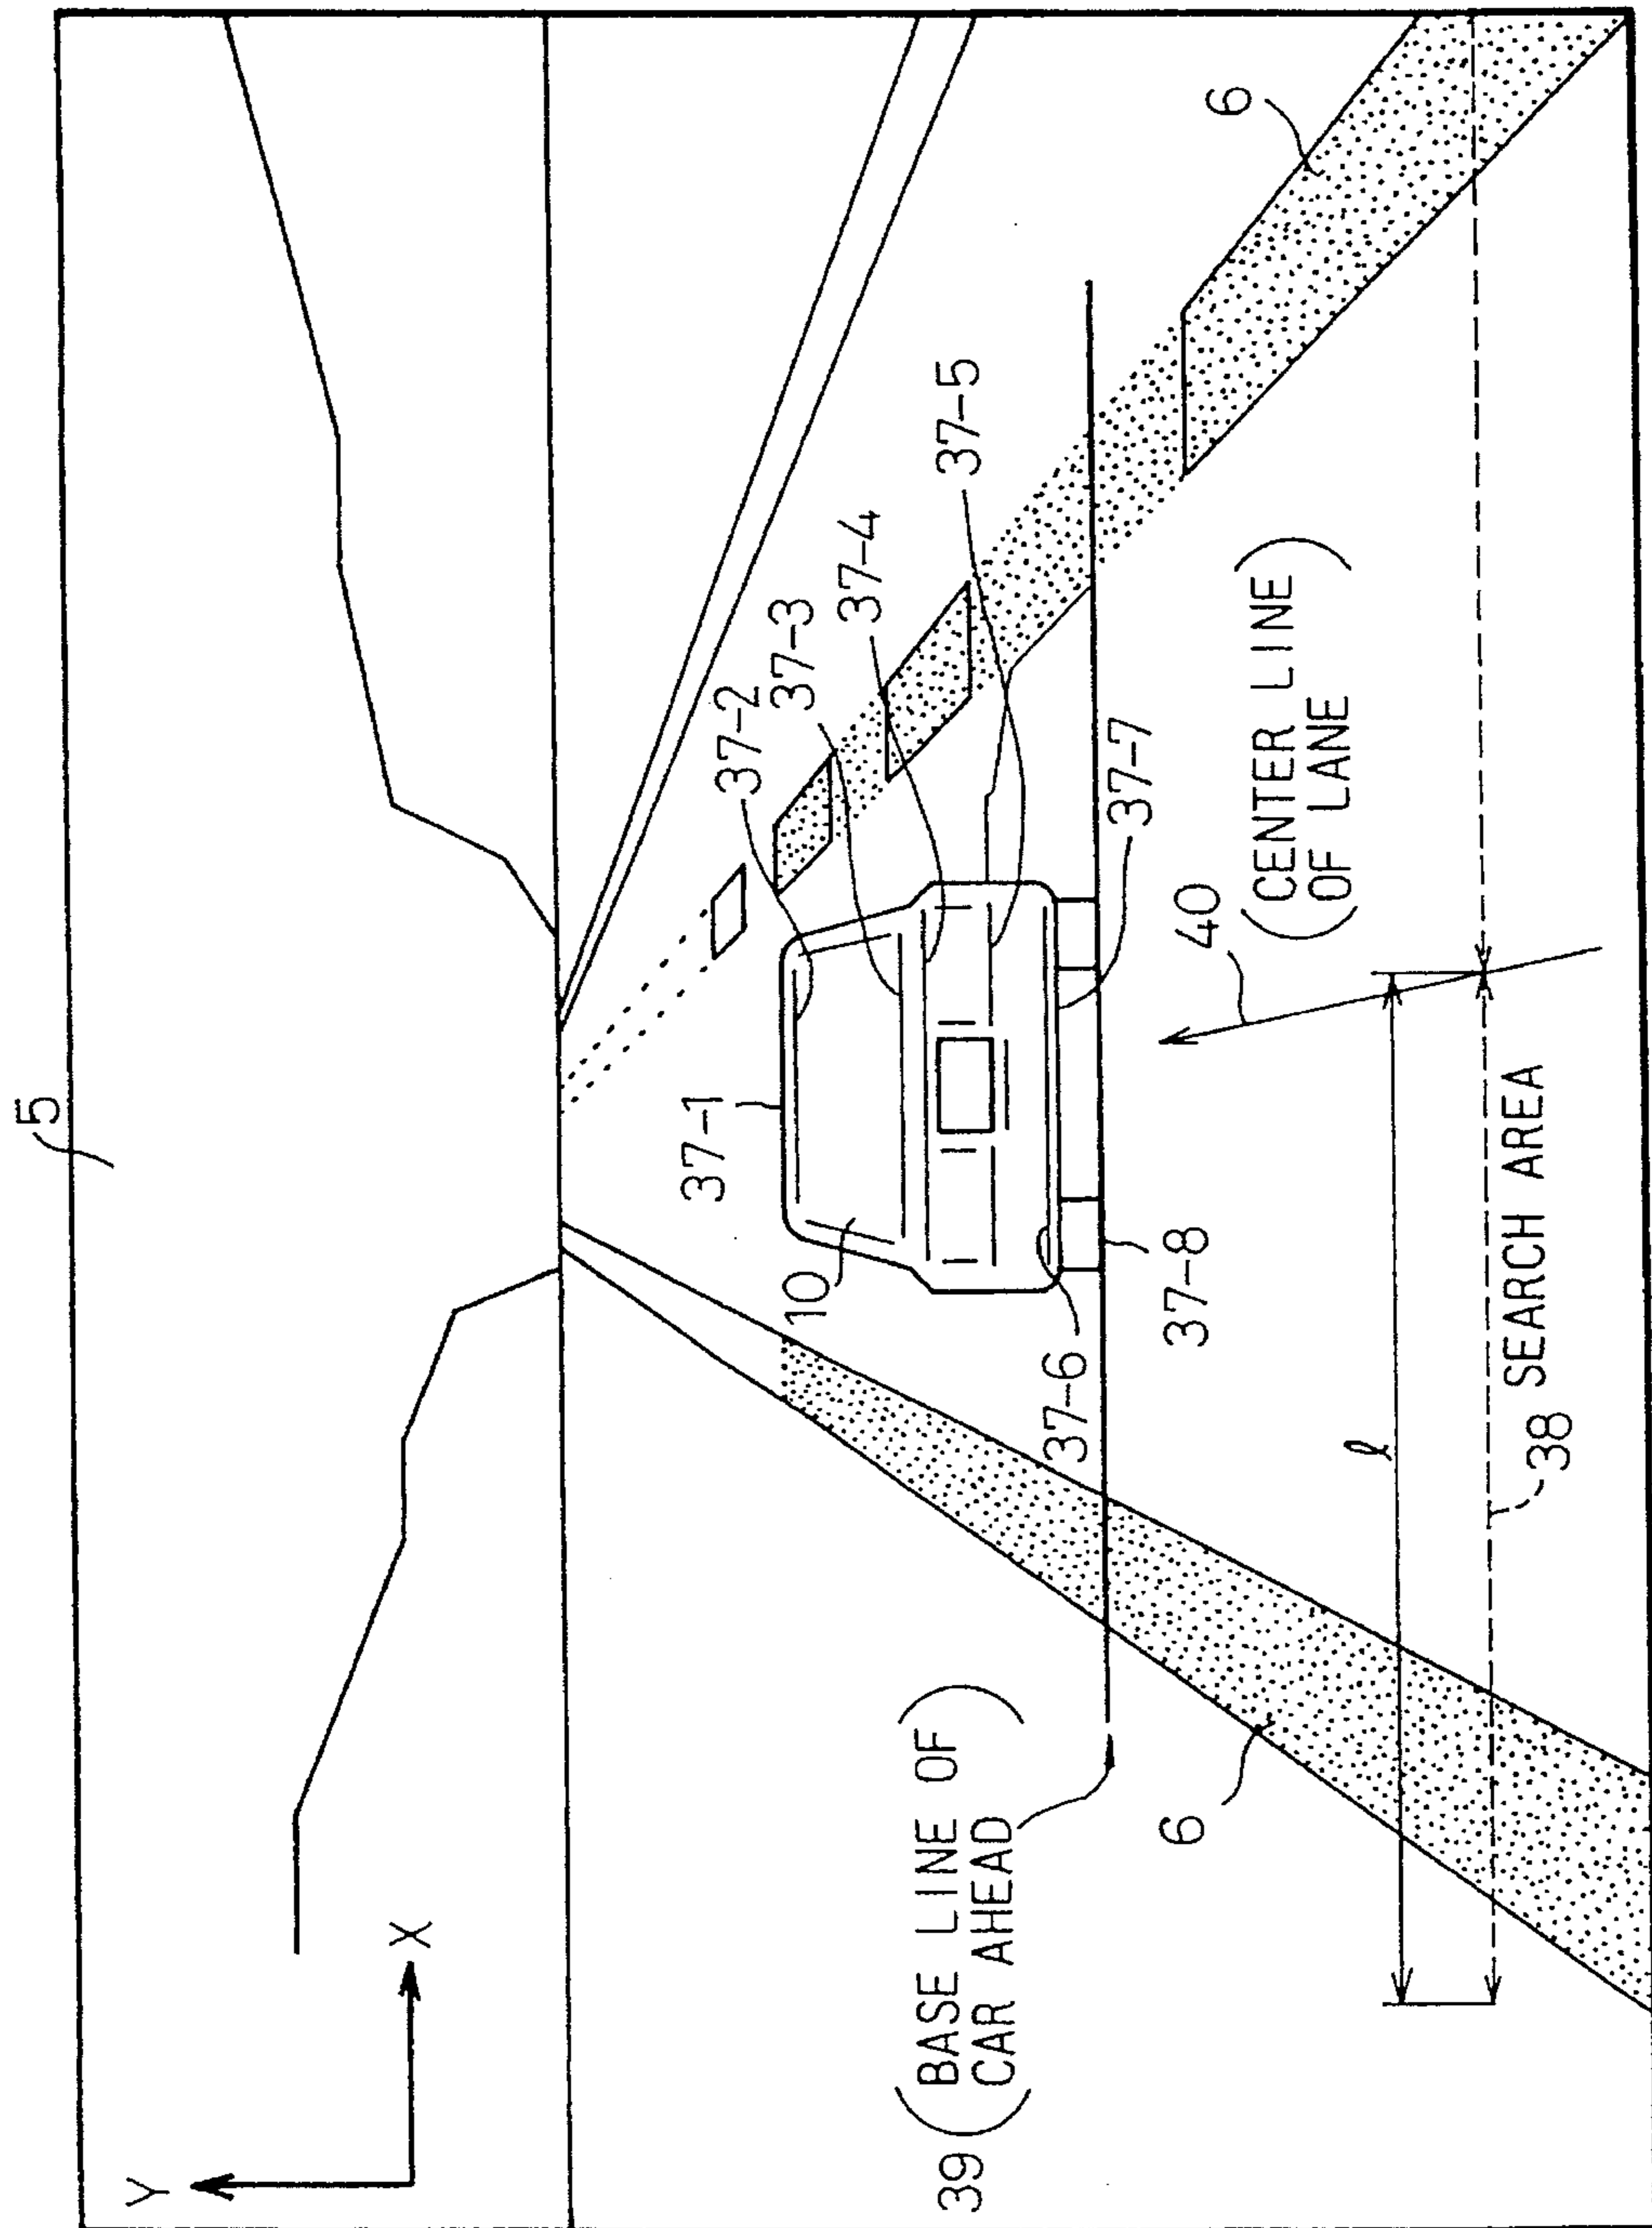 5
Y
X
37-1
37-2
37-3
37-4
37-5
10
6
37-6
37-7
37-8
39 (BASE LINE OF
CAR AHEAD)
40
(CENTER LINE
OF LANE)
6
ℓ
SEARCH AREA
38